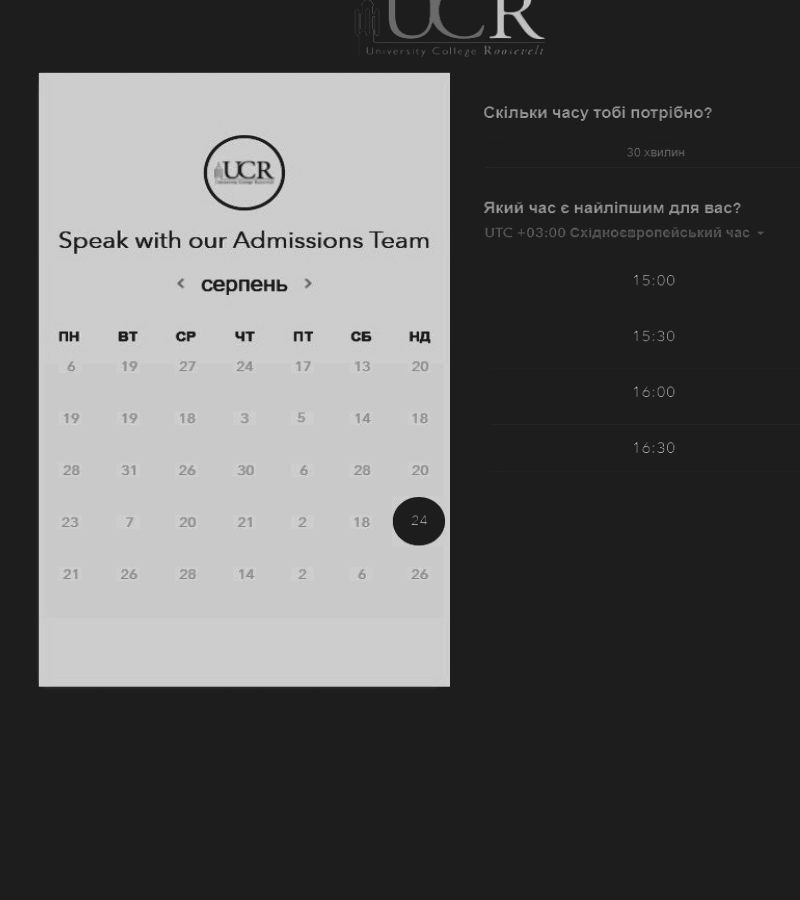 UCR
University College Roosevelt
UCR
University College Roosevelt
Speak with our Admissions Team
серпень
ПН ВТ СР ЧТ ПТ СБ НД
6 19 27 24 17 13 20
19 19 18 3 5 14 18
28 31 26 30 6 28 20
23 7 20 21 2 18 24
21 26 28 14 2 6 26
Скільки часу тобі потрібно?
30 хвилин
Який час є найліпшим для вас?
UTC +03:00 Східноєвропейський час
15:00
15:30
16:00
16:30